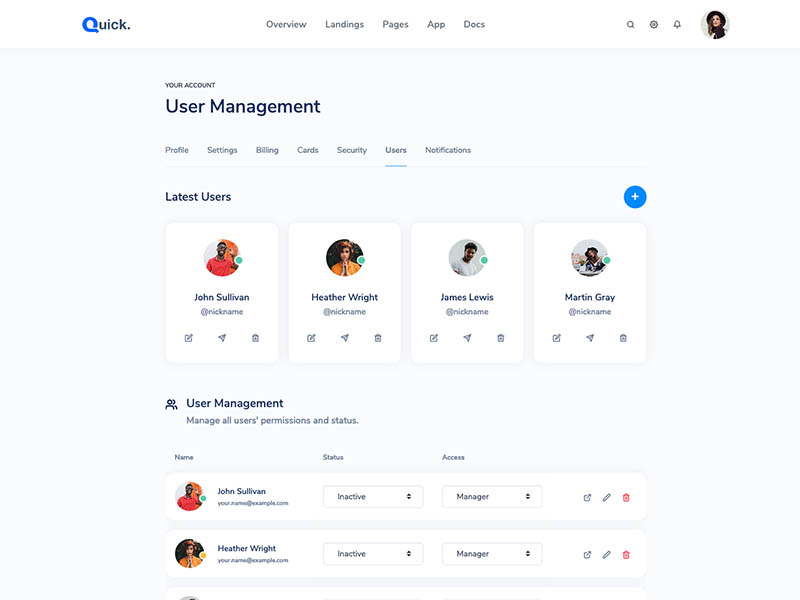 Quick.
Overview Landings Pages App Docs
YOUR ACCOUNT
User Management
Profile Settings Billing Cards Security Users Notifications
Latest Users
John Sullivan Heather Wright James Lewis Martin Gray
@nickname @nickname @nickname @nickname
User Management
Manage all users' permissions and status.
Name Status Access
John Sullivan
your.name@example.com
Inactive Manager
Heather Wright
your.name@example.com
Inactive Manager